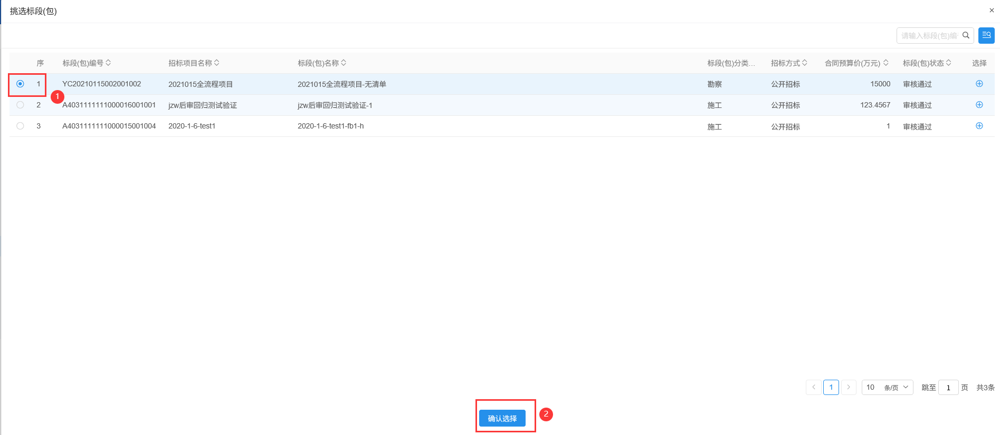 挑选标段(包)
×
请输入标段(包)编
序 标段(包)编号 招标项目名称 标段(包)名称 标段(包)分类... 招标方式 合同预算价(万元) 标段(包)状态 选择
1 YC20210115002001002 2021015全流程项目 2021015全流程项目-无清单 勘察 公开招标 15000 审核通过
1
2 A4031111111000016001001 jzw后审回归测试验证 jzw后审回归测试验证-1 施工 公开招标 123.4567 审核通过
3 A4031111111000015001004 2020-1-6-test1 2020-1-6-test1-fb1-h 施工 公开招标 1 审核通过
1 10 条/页 跳至 1 页 共3条
确认选择 2